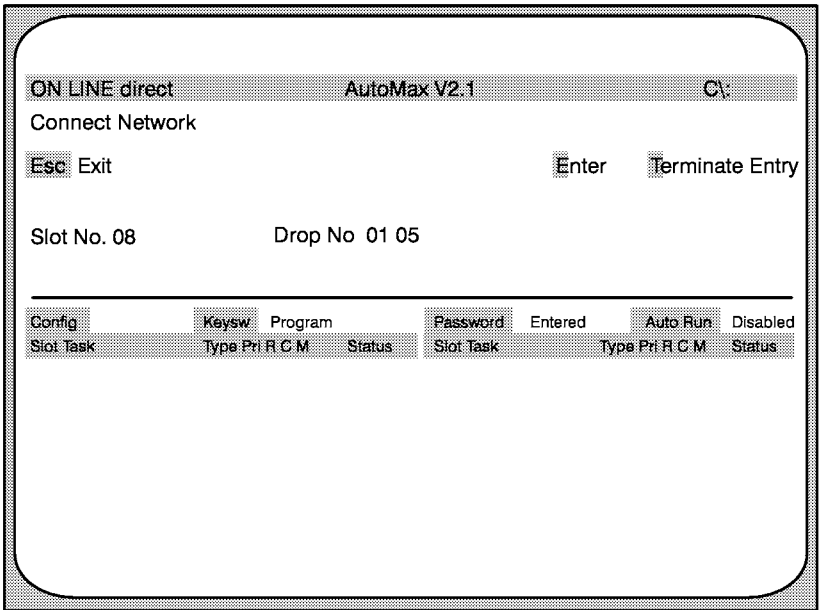 ON LINE direct AutoMax V2.1 C\:
Connect Network
Esc Exit Enter Terminate Entry
Slot No. 08 Drop No 01 05
Config Keysw Program Password Entered Auto Run Disabled
Slot Task Type Pri R C M Status Slot Task Type Pri R C M Status